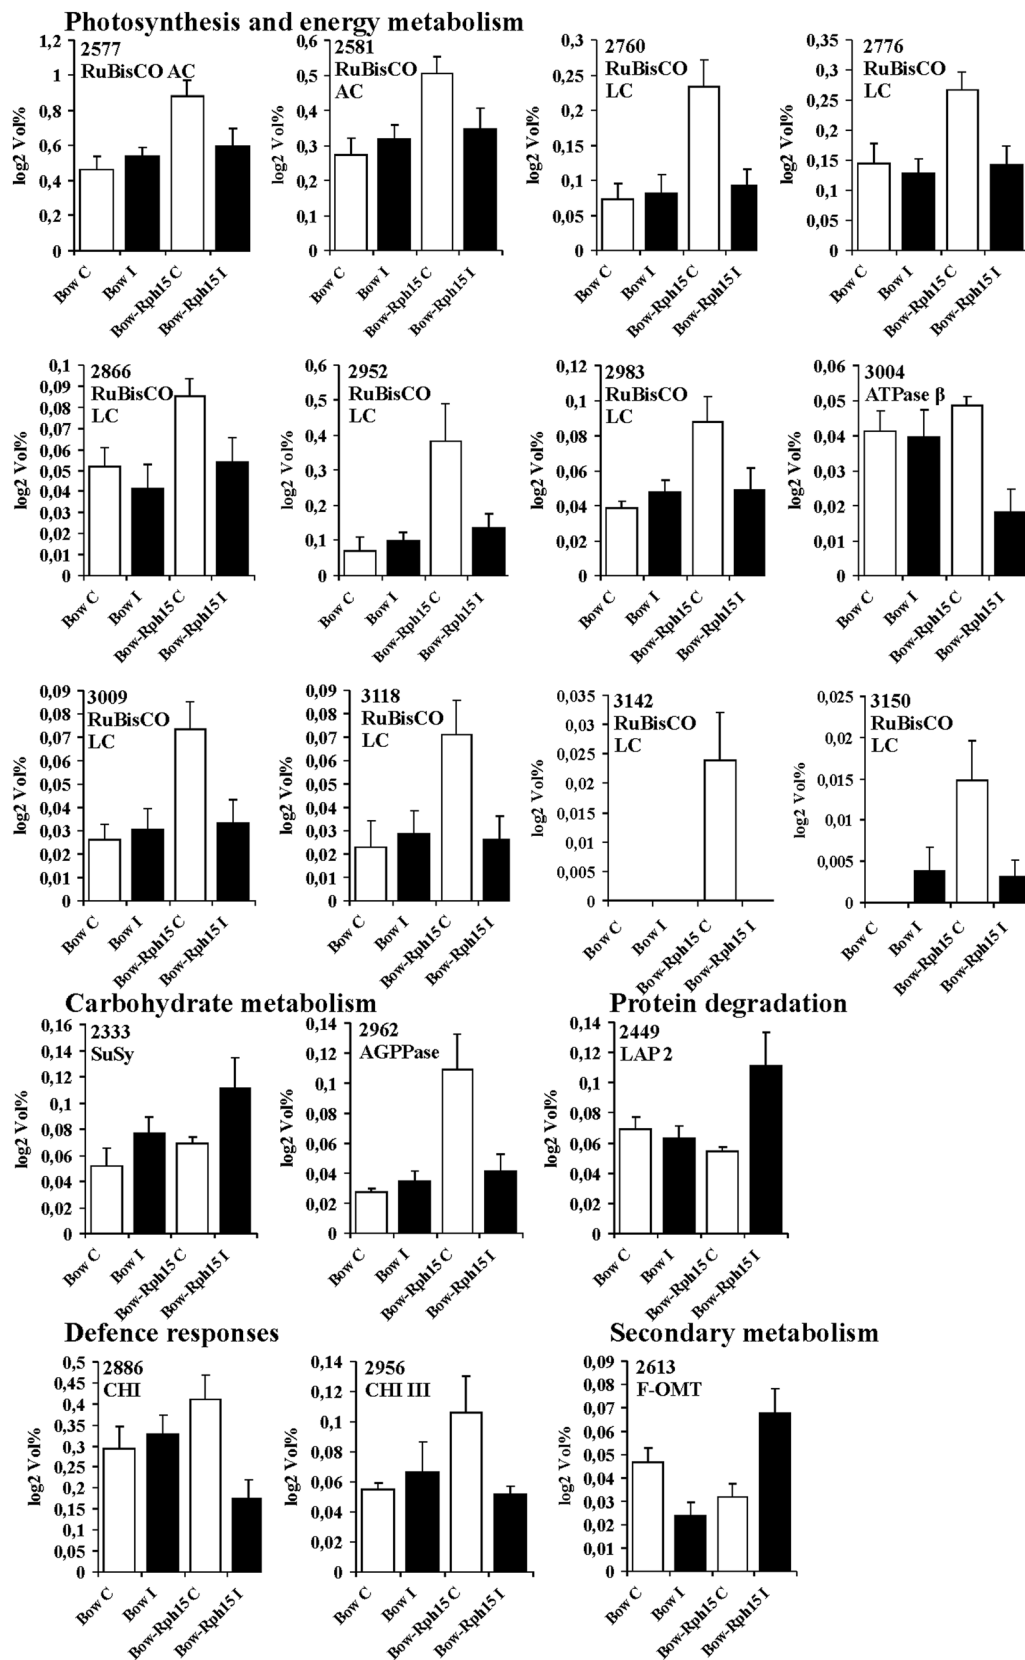 Photosynthesis and energy metabolism
2577
RuBisCO AC
log2 Vol%
1,2
1
0,8
0,6
0,4
0,2
0
Bow C
Bow I
Bow-Rph15 C
Bow-Rph15 I
2581
RuBisCO
AC
log2 Vol%
0,6
0,5
0,4
0,3
0,2
0,1
0
Bow C
Bow I
Bow-Rph15 C
Bow-Rph15 I
2760
RuBisCO
LC
log2 Vol%
0,3
0,25
0,2
0,15
0,1
0,05
0
Bow C
Bow I
Bow-Rph15 C
Bow-Rph15 I
2776
RuBisCO
LC
log2 Vol%
0,35
0,3
0,25
0,2
0,15
0,1
0,05
0
Bow C
Bow I
Bow-Rph15 C
Bow-Rph15 I
2866
RuBisCO
LC
log2 Vol%
0,1
0,09
0,08
0,07
0,06
0,05
0,04
0,03
0,02
0,01
0
Bow C
Bow I
Bow-Rph15 C
Bow-Rph15 I
2952
RuBisCO
LC
log2 Vol%
0,6
0,5
0,4
0,3
0,2
0,1
0
Bow C
Bow I
Bow-Rph15 C
Bow-Rph15 I
2983
RuBisCO
LC
log2 Vol%
0,12
0,1
0,08
0,06
0,04
0,02
0
Bow C
Bow I
Bow-Rph15 C
Bow-Rph15 I
3004
ATPase β
log2 Vol%
0,06
0,05
0,04
0,03
0,02
0,01
0
Bow C
Bow I
Bow-Rph15 C
Bow-Rph15 I
3009
RuBisCO
LC
log2 Vol%
0,09
0,08
0,07
0,06
0,05
0,04
0,03
0,02
0,01
0
Bow C
Bow I
Bow-Rph15 C
Bow-Rph15 I
3118
RuBisCO
LC
log2 Vol%
0,09
0,08
0,07
0,06
0,05
0,04
0,03
0,02
0,01
0
Bow C
Bow I
Bow-Rph15 C
Bow-Rph15 I
3142
RuBisCO
LC
log2 Vol%
0,035
0,03
0,025
0,02
0,015
0,01
0,005
0
Bow C
Bow I
Bow-Rph15 C
Bow-Rph15 I
3150
RuBisCO
LC
log2 Vol%
0,025
0,02
0,015
0,01
0,005
0
Bow C
Bow I
Bow-Rph15 C
Bow-Rph15 I
Carbohydrate metabolism
2333
SuSy
log2 Vol%
0,16
0,14
0,12
0,1
0,08
0,06
0,04
0,02
0
Bow C
Bow I
Bow-Rph15 C
Bow-Rph15 I
2962
AGPPase
log2 Vol%
0,14
0,12
0,1
0,08
0,06
0,04
0,02
0
Bow C
Bow I
Bow-Rph15 C
Bow-Rph15 I
Protein degradation
2449
LAP 2
log2 Vol%
0,14
0,12
0,1
0,08
0,06
0,04
0,02
0
Bow C
Bow I
Bow-Rph15 C
Bow-Rph15 I
Defence responses
2886
CHI
log2 Vol%
0,5
0,45
0,4
0,35
0,3
0,25
0,2
0,15
0,1
0,05
0
Bow C
Bow I
Bow-Rph15 C
Bow-Rph15 I
2956
CHI III
log2 Vol%
0,14
0,12
0,1
0,08
0,06
0,04
0,02
0
Bow C
Bow I
Bow-Rph15 C
Bow-Rph15 I
Secondary metabolism
2613
F-OMT
log2 Vol%
0,09
0,08
0,07
0,06
0,05
0,04
0,03
0,02
0,01
0
Bow C
Bow I
Bow-Rph15 C
Bow-Rph15 I